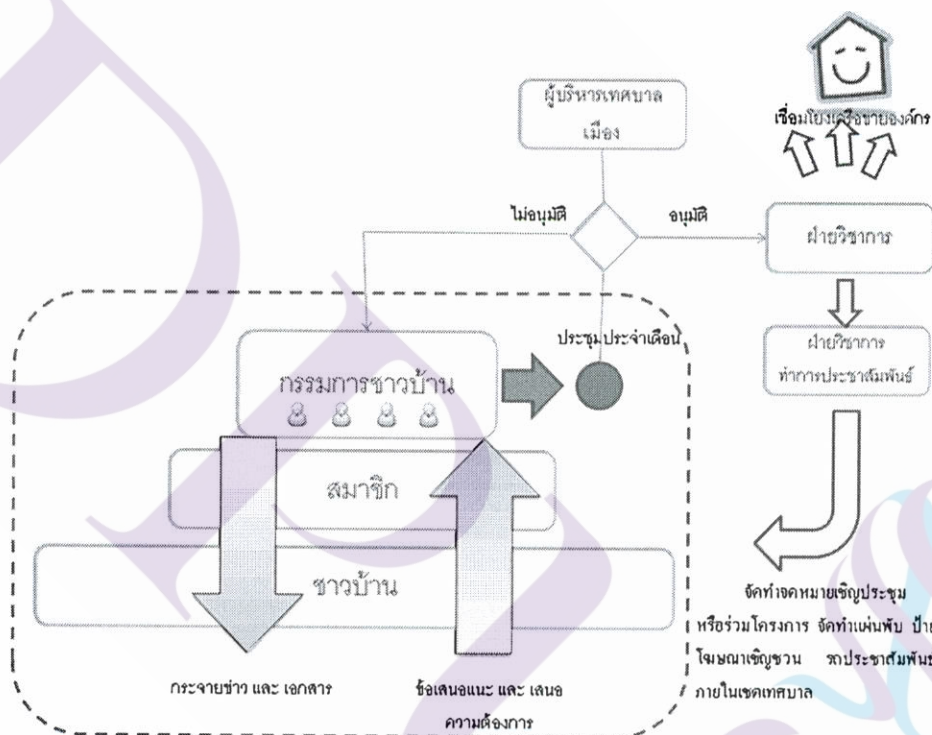 ผู้บริหารเทศบาล
เมือง
เชื่อมโยงเครือข่ายองค์กร
ไม่อนุมัติ
อนุมัติ
ฝ่ายวิชาการ
ประชุมประจำเดือน
ฝ่ายวิชาการ
ทำการประชาสัมพันธ์
กรรมการชาวบ้าน
สมาชิก
ชาวบ้าน
กระจายข่าว และ เอกสาร
ข้อเสนอแนะ และ เสนอ
ความต้องการ
จัดทำจดหมายเชิญประชุม
หรือร่วมโครงการ จัดทำแผ่นพับ ป้าย
โฆษณาเชิญชวน รถประชาสัมพันธ์
ภายในเขตเทศบาล